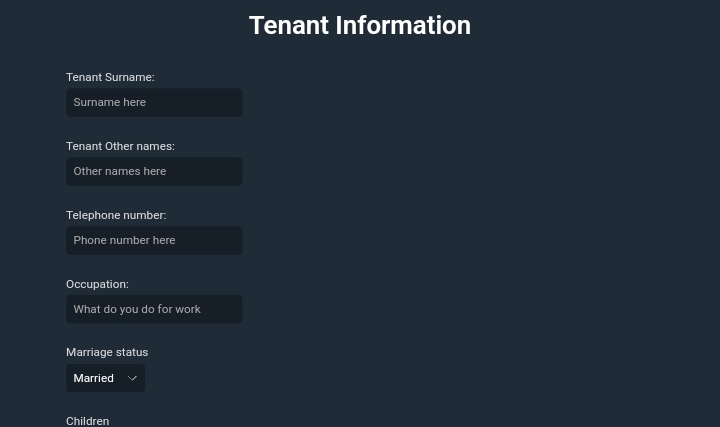 Tenant Information
Tenant Surname:
Surname here
Tenant Other names:
Other names here
Telephone number:
Phone number here
Occupation:
What do you do for work
Marriage status
Married
Children